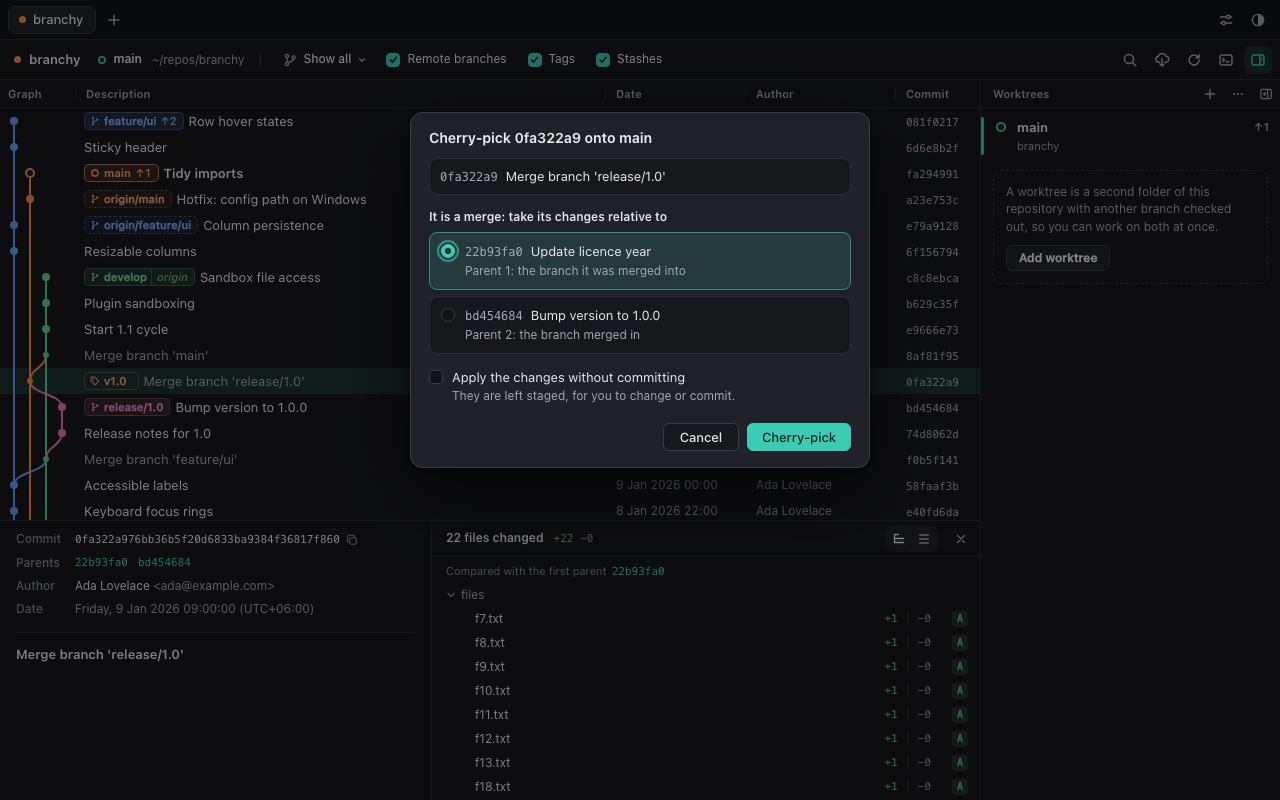 branchy
branchy main ~/repos/branchy Show all Remote branches Tags Stashes
Graph Description Date Author Commit Worktrees
feature/ui ↑2 Row hover states 081f0217
Sticky header 6d6e8b2f
main ↑1 Tidy imports fa294991
origin/main Hotfix: config path on Windows a23e753c
origin/feature/ui Column persistence e79a9128
Resizable columns 6f156794
develop origin Sandbox file access c8c8ebca
Plugin sandboxing b629c35f
Start 1.1 cycle e9666e73
Merge branch 'main' 8af81f95
v1.0 Merge branch 'release/1.0' 0fa322a9
release/1.0 Bump version to 1.0.0 bd454684
Release notes for 1.0 74d8062d
Merge branch 'feature/ui' f0b5f141
Accessible labels 9 Jan 2026 00:00 Ada Lovelace 58faaf3b
Keyboard focus rings 8 Jan 2026 22:00 Ada Lovelace e40fd6da
Cherry-pick 0fa322a9 onto main
0fa322a9 Merge branch 'release/1.0'
It is a merge: take its changes relative to
22b93fa0 Update licence year
Parent 1: the branch it was merged into
bd454684 Bump version to 1.0.0
Parent 2: the branch merged in
Apply the changes without committing
They are left staged, for you to change or commit.
Cancel Cherry-pick
main ↑1
branchy
A worktree is a second folder of this
repository with another branch checked
out, so you can work on both at once.
Add worktree
Commit 0fa322a976bb36b5f20d6833ba9384f36817f860
Parents 22b93fa0 bd454684
Author Ada Lovelace <ada@example.com>
Date Friday, 9 Jan 2026 09:00:00 (UTC+06:00)
Merge branch 'release/1.0'
22 files changed +22 −0
Compared with the first parent 22b93fa0
files
f7.txt +1 −0 A
f8.txt +1 −0 A
f9.txt +1 −0 A
f10.txt +1 −0 A
f11.txt +1 −0 A
f12.txt +1 −0 A
f13.txt +1 −0 A
f18.txt +1 −0 A